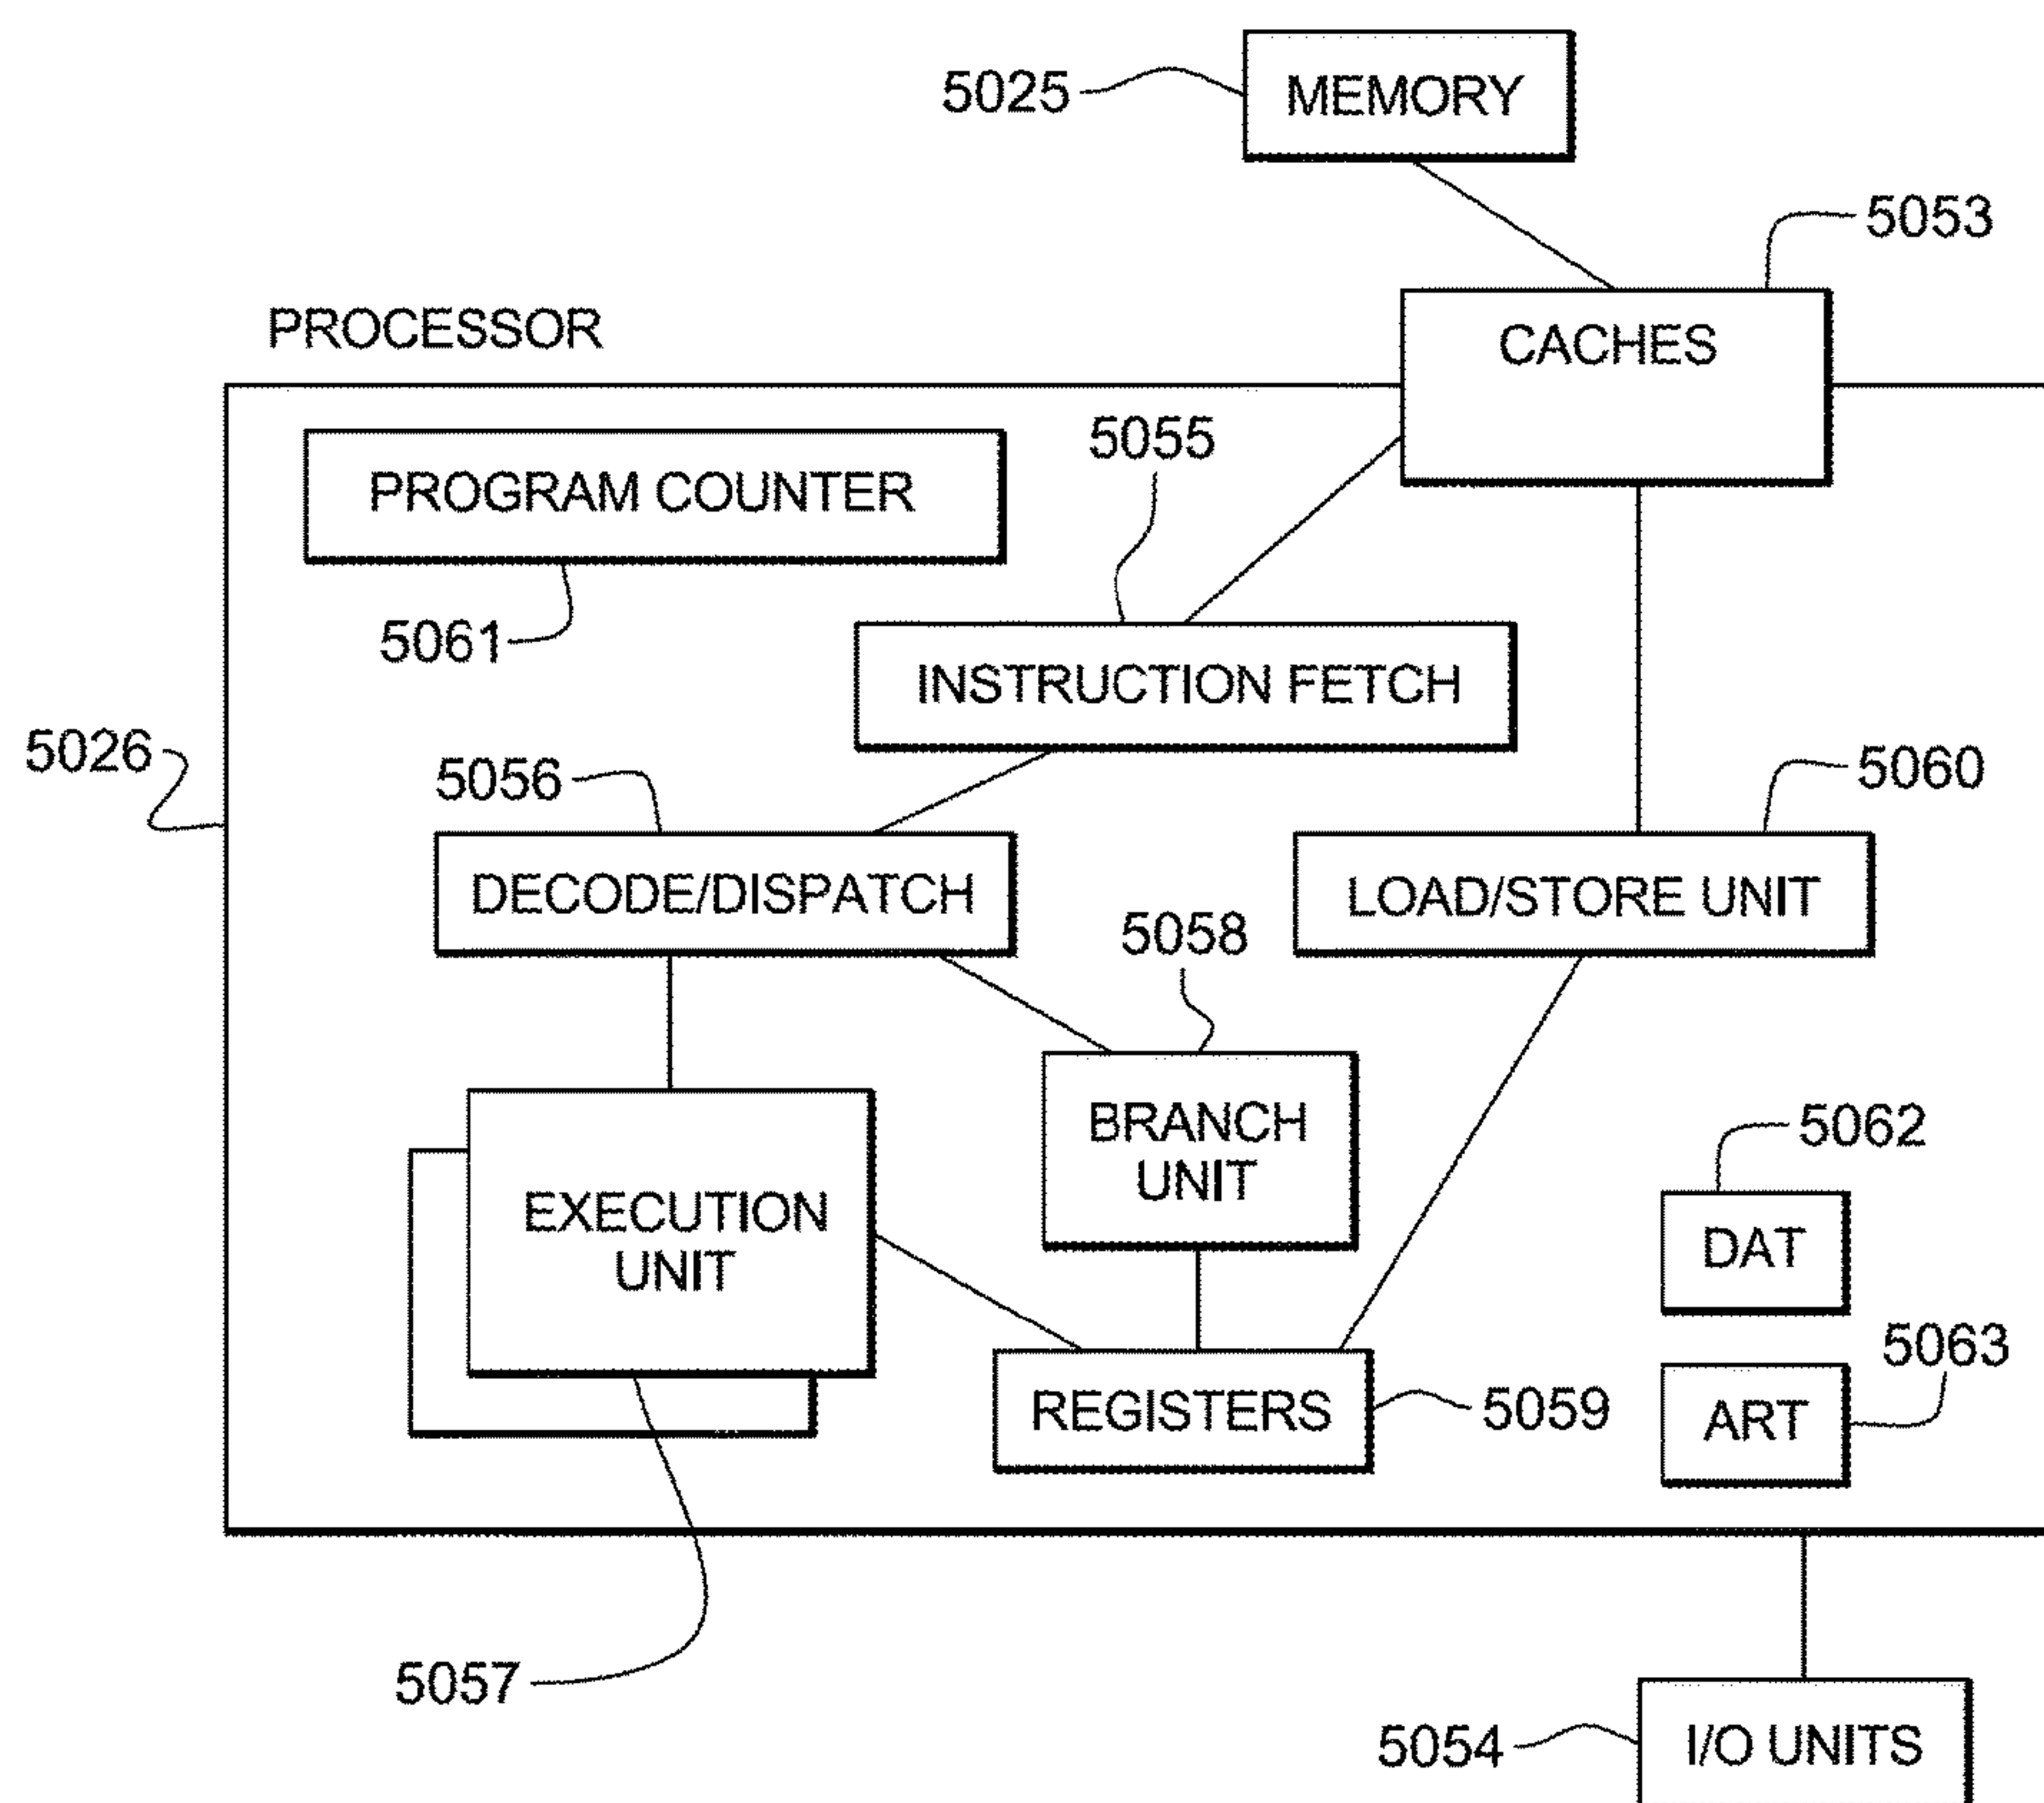 MEMORY
5025
5053
CACHES
PROCESSOR
5055
PROGRAM COUNTER
5061
INSTRUCTION FETCH
5026
5056
5060
DECODE/DISPATCH
LOAD/STORE UNIT
5058
BRANCH
UNIT
5062
EXECUTION
UNIT
DAT
5063
REGISTERS
5059
ART
5057
5054
I/O UNITS